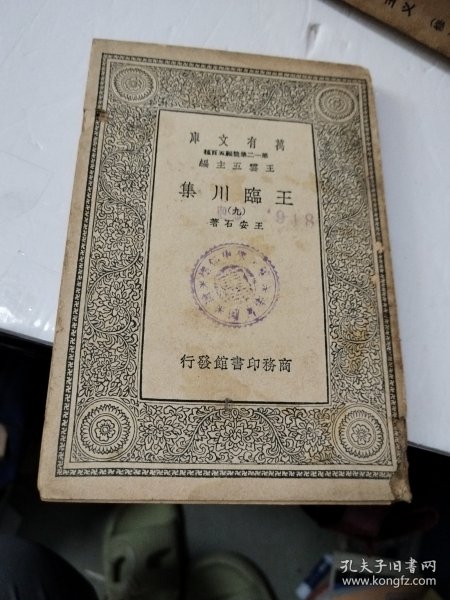 庫文有萬
種百五編簡集二第一第
編主五雲王
集川臨王
(九)
著石安王
918
行發館書印務商
孔夫子旧书网
www.kongfz.com